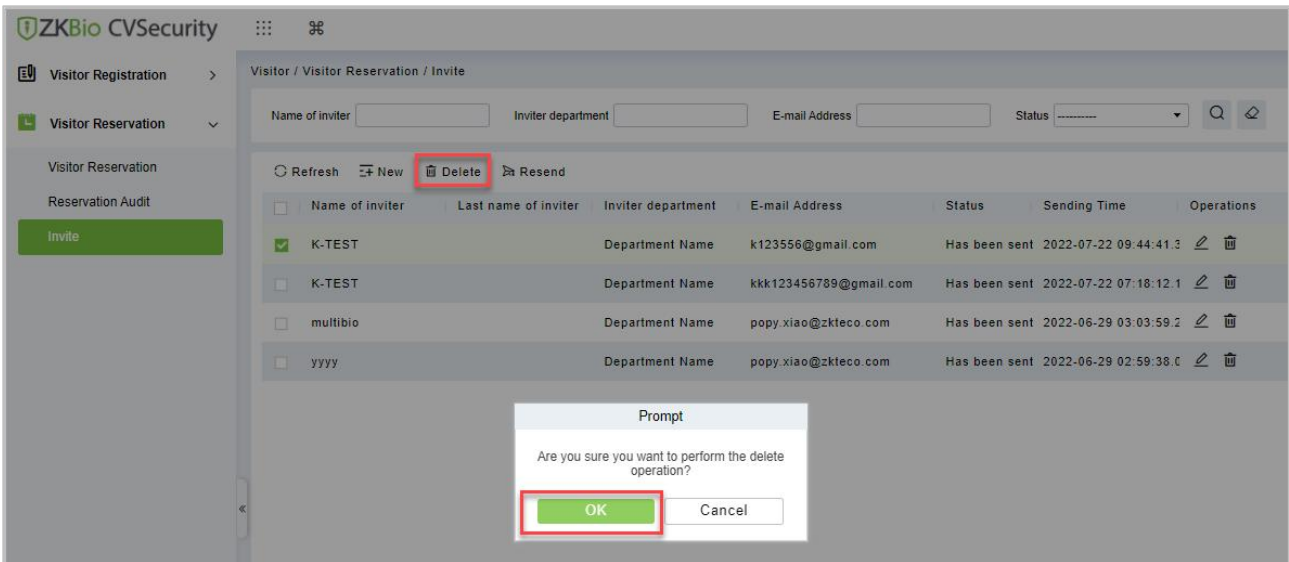 ZKBio CVSecurity
Visitor Registration
Visitor / Visitor Reservation / Invite
Name of inviter Inviter department E-mail Address Status ----------
Visitor Reservation
Visitor Reservation
Refresh New Delete Resend
Reservation Audit
Name of inviter Last name of inviter Inviter department E-mail Address Status Sending Time Operations
Invite
K-TEST Department Name k123556@gmail.com Has been sent 2022-07-22 09:44:41.3
K-TEST Department Name kkk123456789@gmail.com Has been sent 2022-07-22 07:18:12.1
multibio Department Name popy.xiao@zkteco.com Has been sent 2022-06-29 03:03:59.2
yyyy Department Name popy.xiao@zkteco.com Has been sent 2022-06-29 02:59:38.0
Prompt
Are you sure you want to perform the delete
operation?
OK Cancel